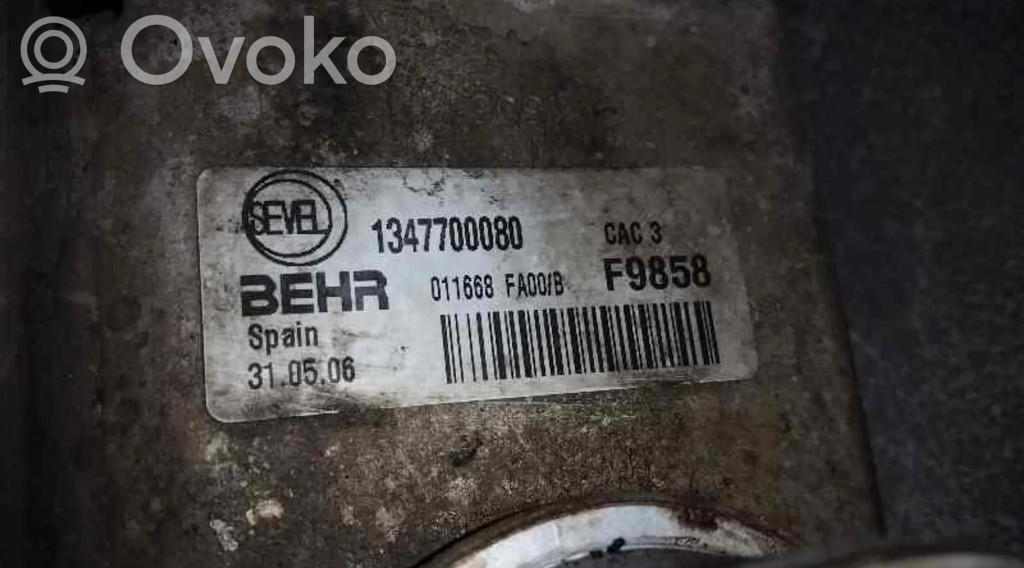 Ovoko
SEVEL
1347700080
CAC 3
BEHR
011668 FA00/B
F9858
Spain
31.05.06